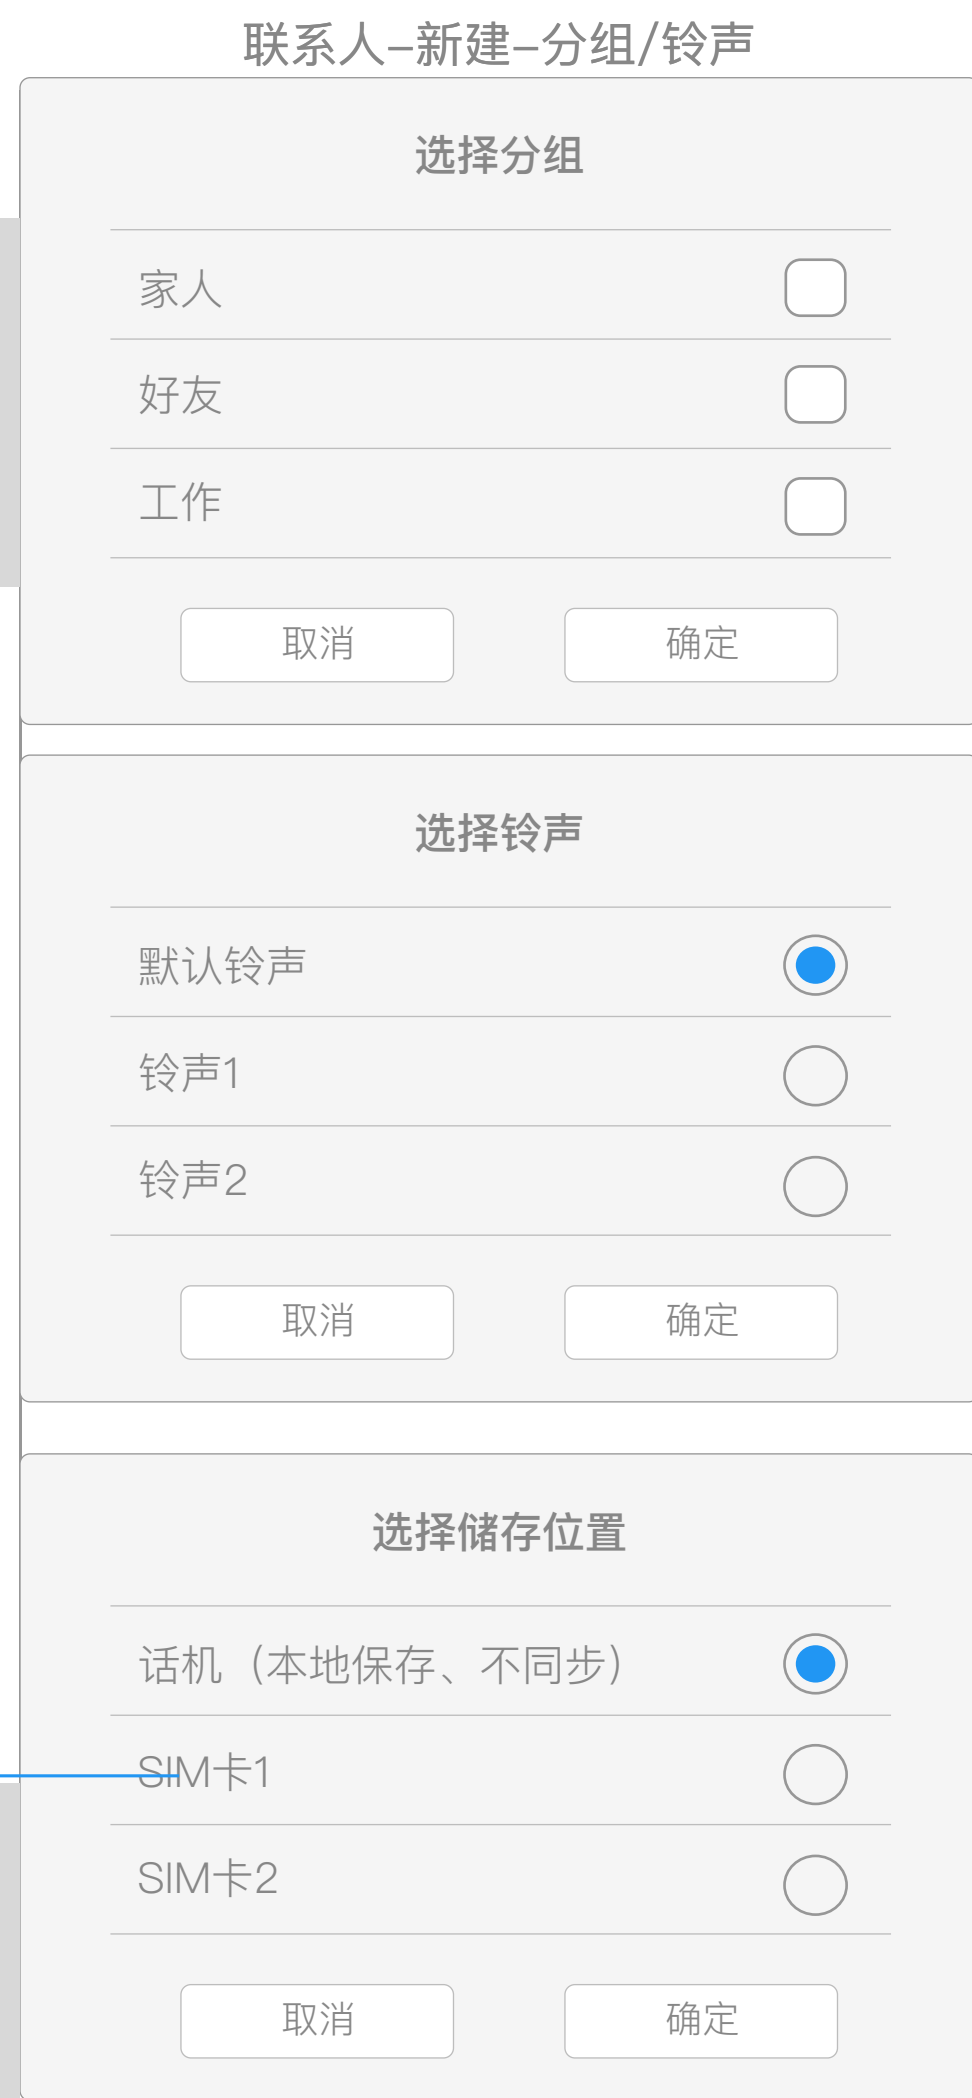 联系人-新建-分组/铃声
选择分组
家人
好友
工作
取消 确定
选择铃声
默认铃声
铃声1
铃声2
取消 确定
选择储存位置
话机（本地保存、不同步）
SIM卡1
SIM卡2
取消 确定